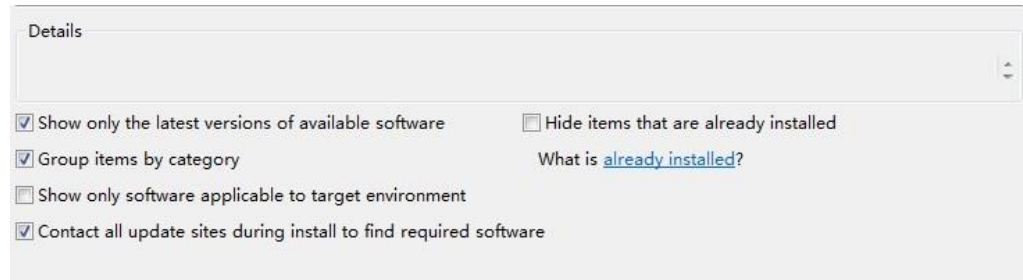 Details
Show only the latest versions of available software
Hide items that are already installed
Group items by category
What is already installed?
Show only software applicable to target environment
Contact all update sites during install to find required software